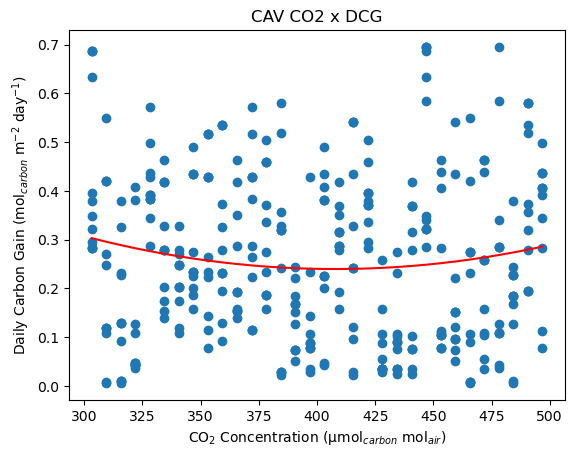 CAV CO2 x DCG
Daily Carbon Gain (mol$_{carbon}$ m$^{-2}$ day$^{-1}$)
0.7
0.6
0.5
0.4
0.3
0.2
0.1
0.0
300 325 350 375 400 425 450 475 500
CO$_2$ Concentration (μmol$_{carbon}$ mol$_{air}$)